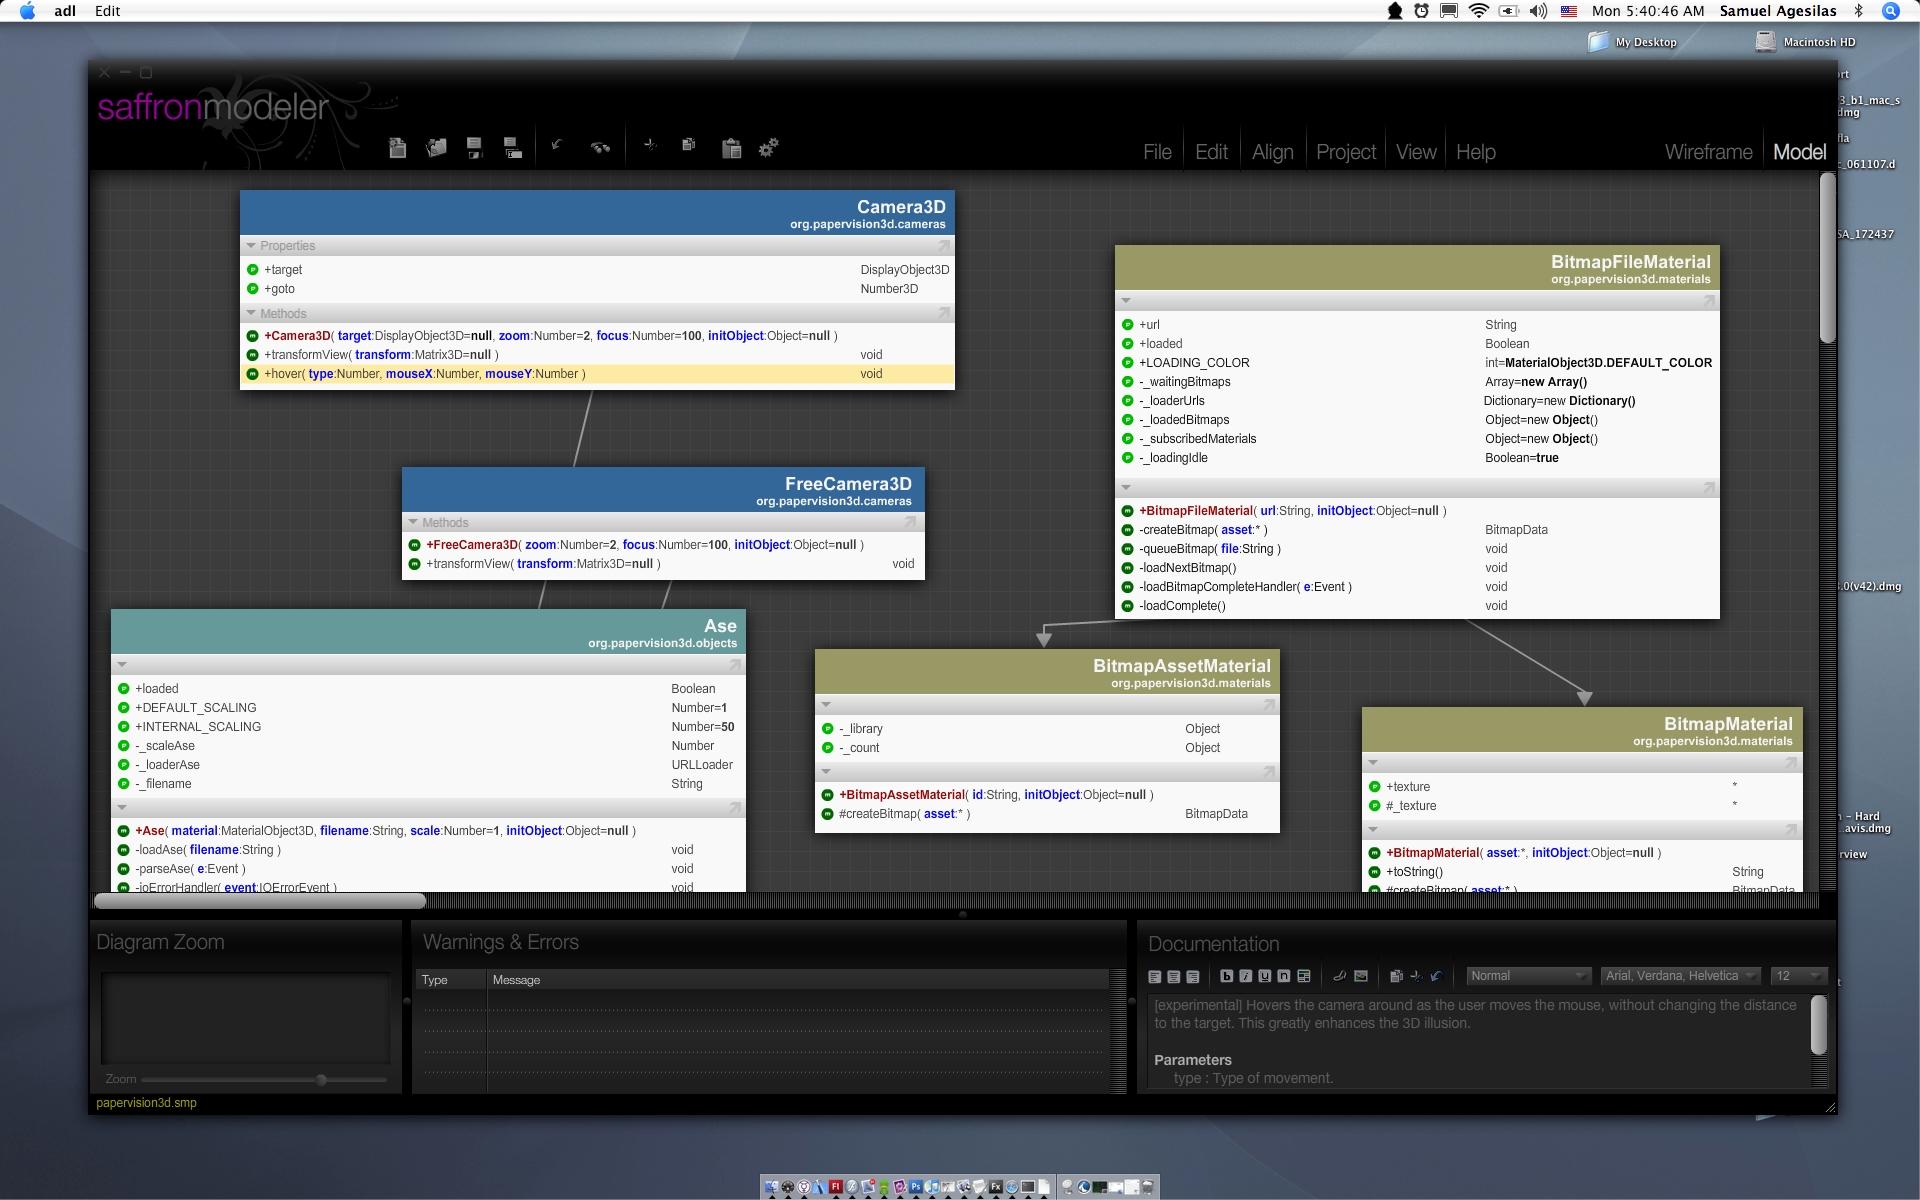 adl Edit
Mon 5:40:46 AM Samuel Agesilas
My Desktop
Macintosh HD
saffronmodeler
File Edit Align Project View Help
Wireframe Model
Camera3D
org.papervision3d.cameras
Properties
+target DisplayObject3D
+goto Number3D
Methods
+Camera3D( target:DisplayObject3D=null, zoom:Number=2, focus:Number=100, initObject:Object=null )
+transformView( transform:Matrix3D=null ) void
+hover( type:Number, mouseX:Number, mouseY:Number ) void
FreeCamera3D
org.papervision3d.cameras
Methods
+FreeCamera3D( zoom:Number=2, focus:Number=100, initObject:Object=null )
+transformView( transform:Matrix3D=null ) void
Ase
org.papervision3d.objects
+loaded Boolean
+DEFAULT_SCALING Number=1
+INTERNAL_SCALING Number=50
-_scaleAse Number
-_loaderAse URLLoader
-_filename String
+Ase( material:MaterialObject3D, filename:String, scale:Number=1, initObject:Object=null )
-loadAse( filename:String ) void
-parseAse( e:Event ) void
-ioErrorHandler( event:IOErrorEvent ) void
BitmapFileMaterial
org.papervision3d.materials
+url String
+loaded Boolean
+LOADING_COLOR int=MaterialObject3D.DEFAULT_COLOR
-_waitingBitmaps Array=new Array()
-_loaderUrls Dictionary=new Dictionary()
-_loadedBitmaps Object=new Object()
-_subscribedMaterials Object=new Object()
-_loadingIdle Boolean=true
+BitmapFileMaterial( url:String, initObject:Object=null )
-createBitmap( asset:* ) BitmapData
-queueBitmap( file:String ) void
-loadNextBitmap() void
-loadBitmapCompleteHandler( e:Event ) void
-loadComplete() void
BitmapAssetMaterial
org.papervision3d.materials
-_library Object
-_count Object
+BitmapAssetMaterial( id:String, initObject:Object=null )
#createBitmap( asset:* ) BitmapData
BitmapMaterial
org.papervision3d.materials
+texture *
#_texture *
+BitmapMaterial( asset:*, initObject:Object=null )
+toString() String
#createBitmap( asset:* ) BitmapData
3_b1_mac_s
dmg
fla
_061107.d
SA_172437
.0(v42).dmg
- Hard
avis.dmg
Diagram Zoom
Zoom
papervision3d.smp
Warnings & Errors
Type Message
Documentation
Normal Arial, Verdana, Helvetica 12
[experimental] Hovers the camera around as the user moves the mouse, without changing the distance
to the target. This greatly enhances the 3D illusion.
Parameters
type : Type of movement.